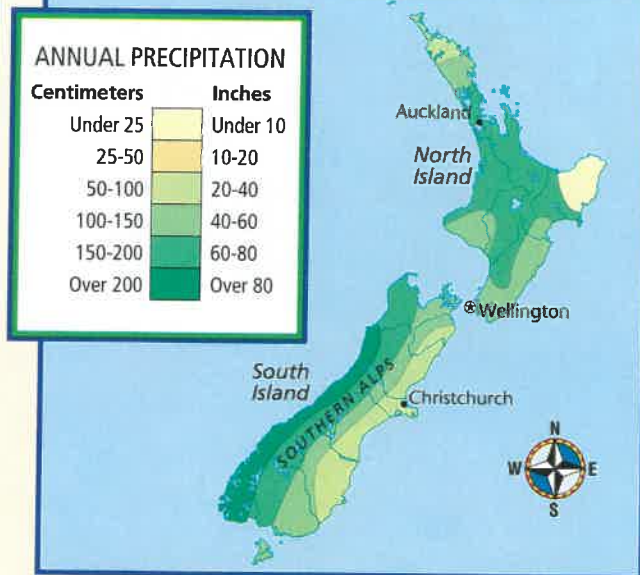 ANNUAL PRECIPITATION
Centimeters Inches
Under 25 Under 10
25-50 10-20
50-100 20-40
100-150 40-60
150-200 60-80
Over 200 Over 80
Auckland
North
Island
Wellington
South
Island
SOUTHERN ALPS
Christchurch
N
W E
S